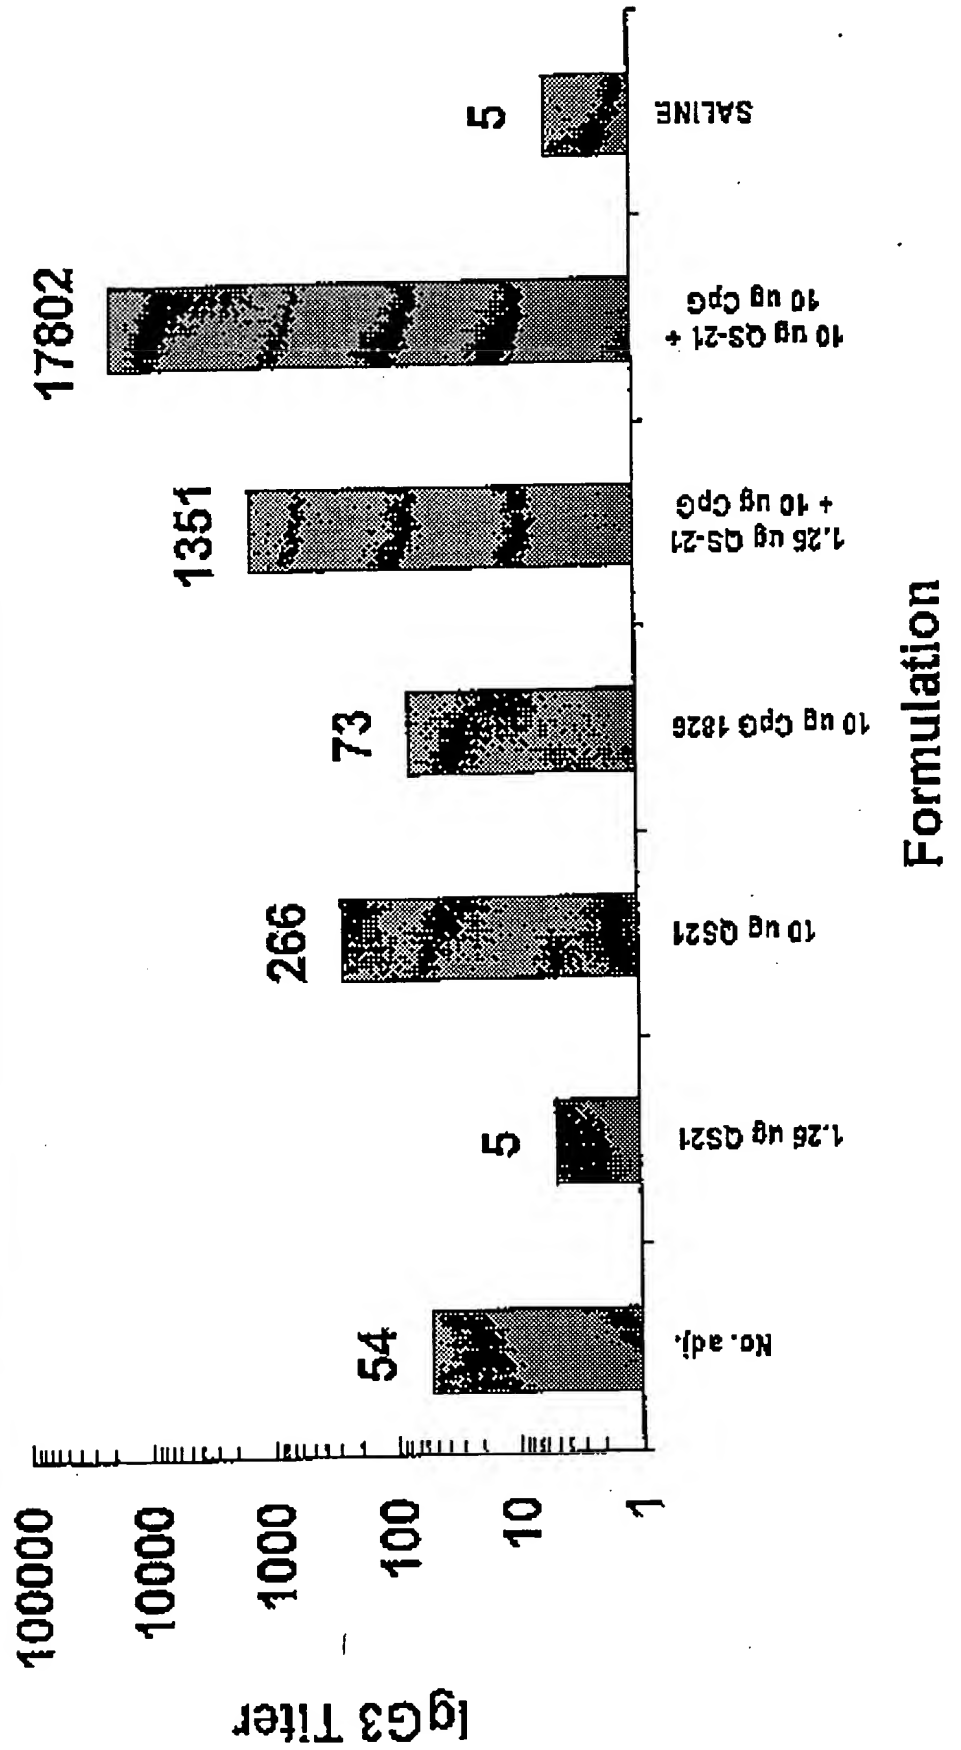 IgG3 Titer
100000
10000
1000
100
10
1
54
5
266
73
1351
17802
5
No. adj.
1.25 ug QS21
10 ug QS21
10 ug CpG 1826
1.25 ug QS-21
+ 10 ug CpG
10 ug QS-21 +
10 ug CpG
SALINE
Formulation